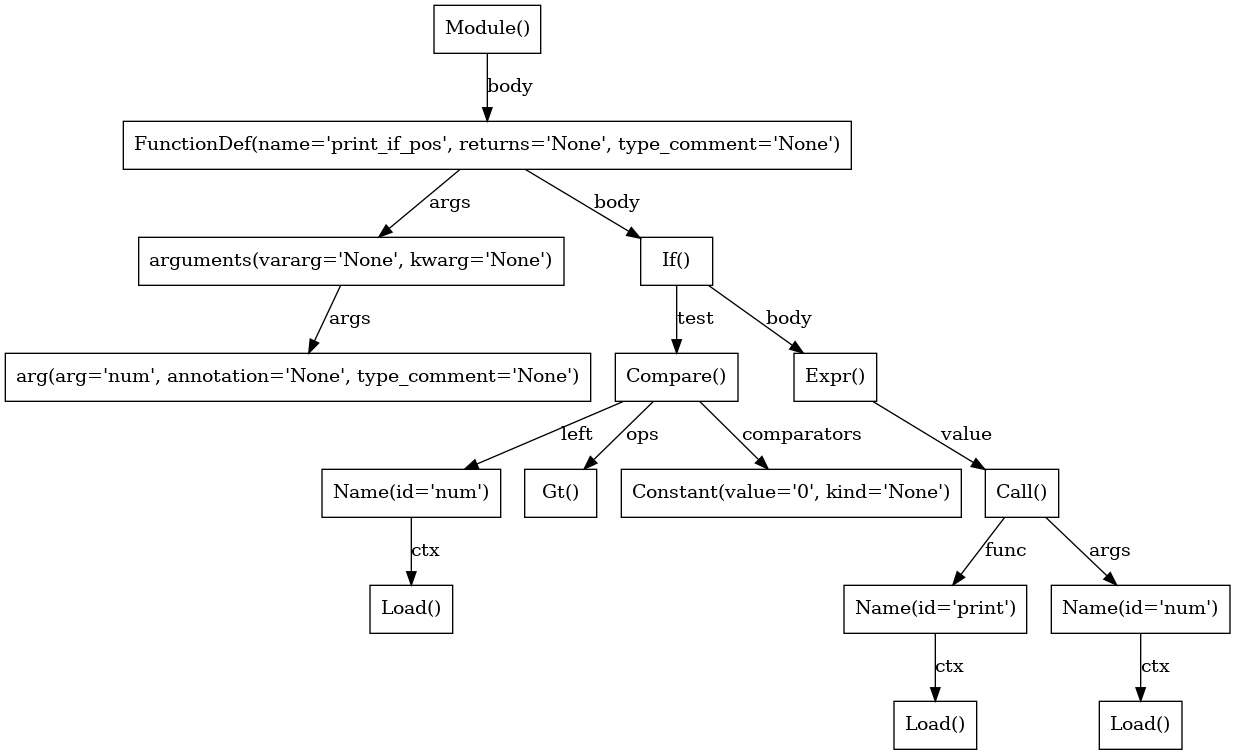 Module()
body
FunctionDef(name='print_if_pos', returns='None', type_comment='None')
args
body
arguments(vararg='None', kwarg='None')
If()
args
test
body
arg(arg='num', annotation='None', type_comment='None')
Compare()
Expr()
left
ops
comparators
value
Name(id='num')
Gt()
Constant(value='0', kind='None')
Call()
ctx
func
args
Load()
Name(id='print')
Name(id='num')
ctx
ctx
Load()
Load()